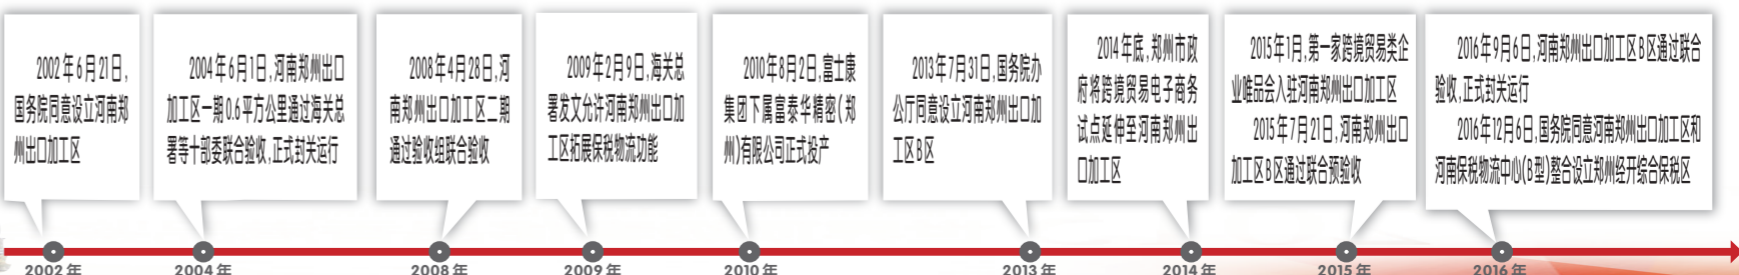 2002年6月21日,
国务院同意设立河南郑
州出口加工区
2004年6月1日,河南郑州出口
加工区一期0.6平方公里通过海关总
署等十部委联合验收,正式封关运行
2008年4月28日,河
南郑州出口加工区二期
通过验收组联合验收
2009年2月9日,海关总
署发文允许河南郑州出口加
工区拓展保税物流功能
2010年8月2日,富士康
集团下属富泰华精密(郑
州)有限公司正式投产
2013年7月31日,国务院办
公厅同意设立河南郑州出口加
工区B区
2014年底,郑州市政
府将跨境贸易电子商务
试点延伸至河南郑州出
口加工区
2015年1月,第一家跨境贸易类企
业唯品会入驻河南郑州出口加工区
2015年7月21日,河南郑州出口
加工区B区通过联合预验收
2016年9月6日,河南郑州出口加工区B区通过联合
验收,正式封关运行
2016年12月6日,国务院同意河南郑州出口加工区和
河南保税物流中心(B型)整合设立郑州经开综合保税区
2002年
2004年
2008年
2009年
2010年
2013年
2014年
2015年
2016年